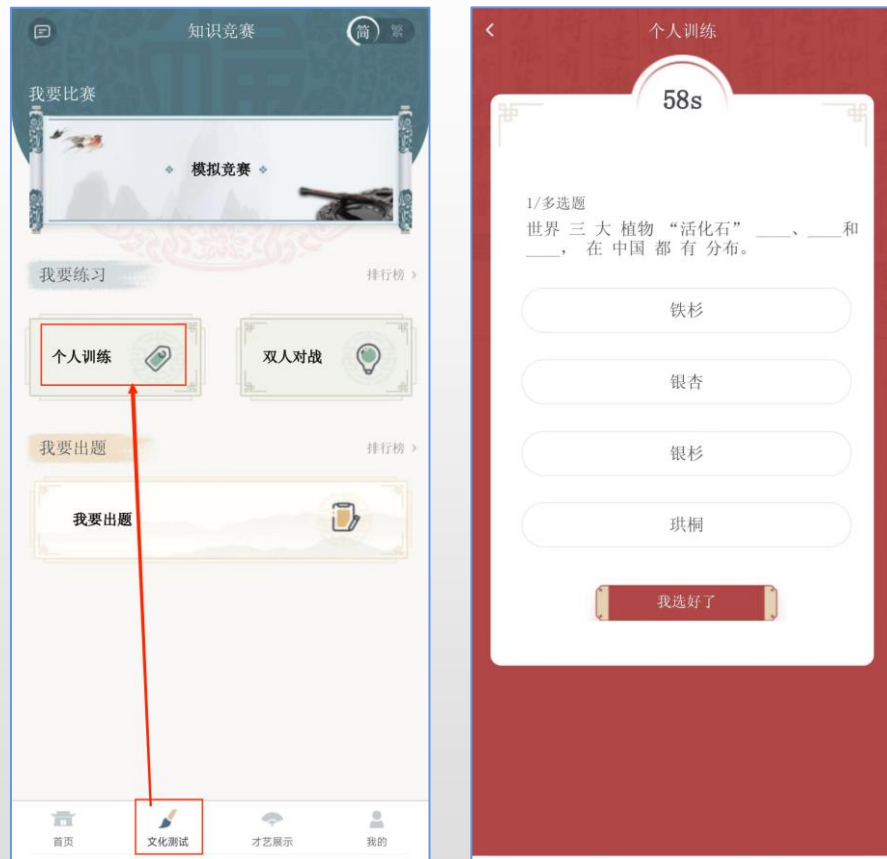 知识竞赛
简 繁
我要比赛
模拟竞赛
我要练习
排行榜 >
个人训练
双人对战
我要出题
排行榜 >
我要出题
首页
文化测试
才艺展示
我的
个人训练
58s
1/多选题
世界 三 大 植物 “活化石” ____、____和
____, 在 中国 都 有 分布。
铁杉
银杏
银杉
珙桐
我选好了